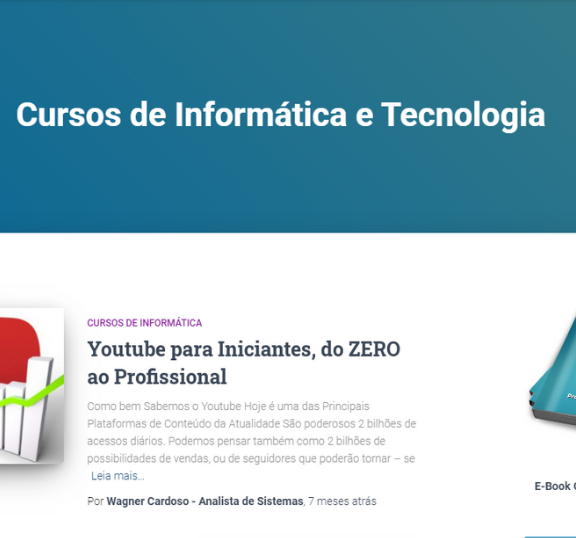 Cursos de Informática e Tecnologia
CURSOS DE INFORMÁTICA
Youtube para Iniciantes, do ZERO
ao Profissional
Como bem Sabemos o Youtube Hoje é uma das Principais
Plataformas de Conteúdo da Atualidade São poderosos 2 bilhões de
acessos diários. Podemos pensar também como 2 bilhões de
possibilidades de vendas, ou de seguidores que poderão tornar – se
Leia mais…
Por Wagner Cardoso - Analista de Sistemas, 7 meses atrás
E-Book